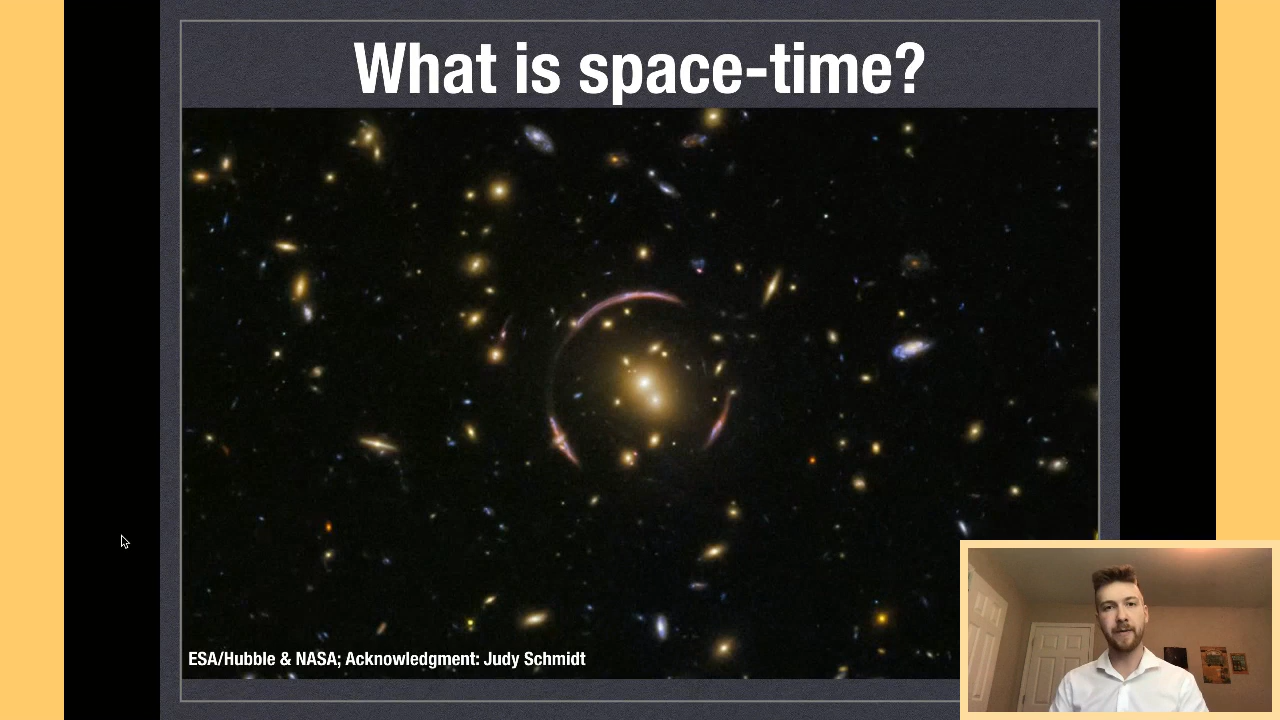 What is space-time?
ESA/Hubble & NASA; Acknowledgment: Judy Schmidt